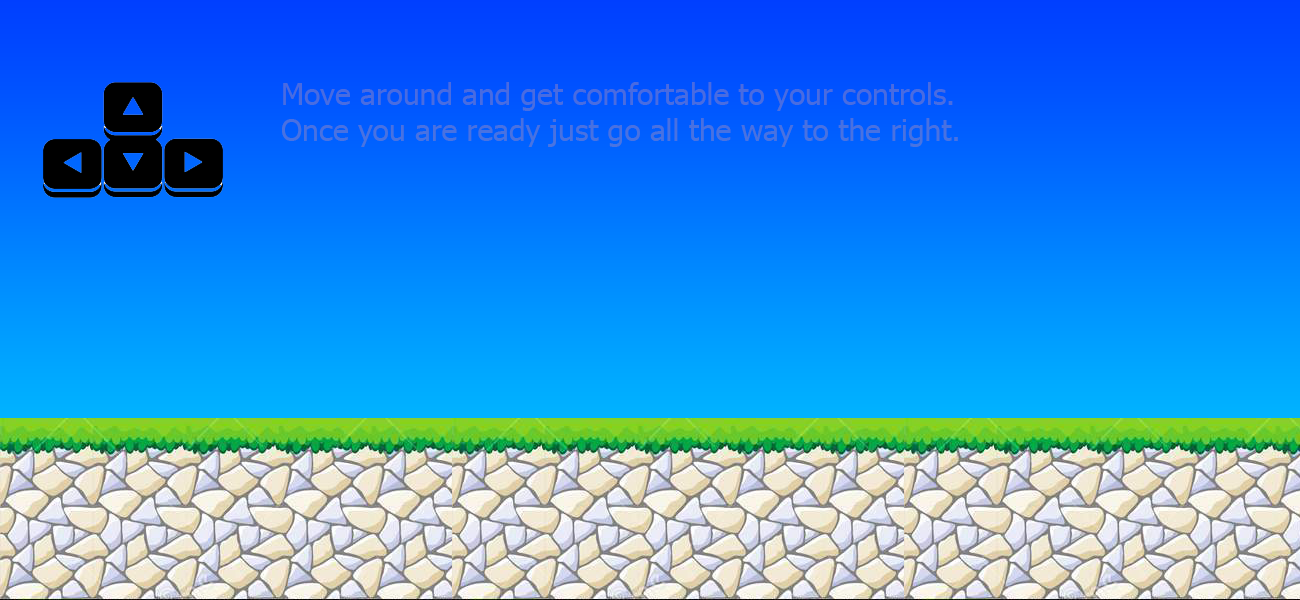 Move around and get comfortable to your controls.
Once you are ready just go all the way to the right.